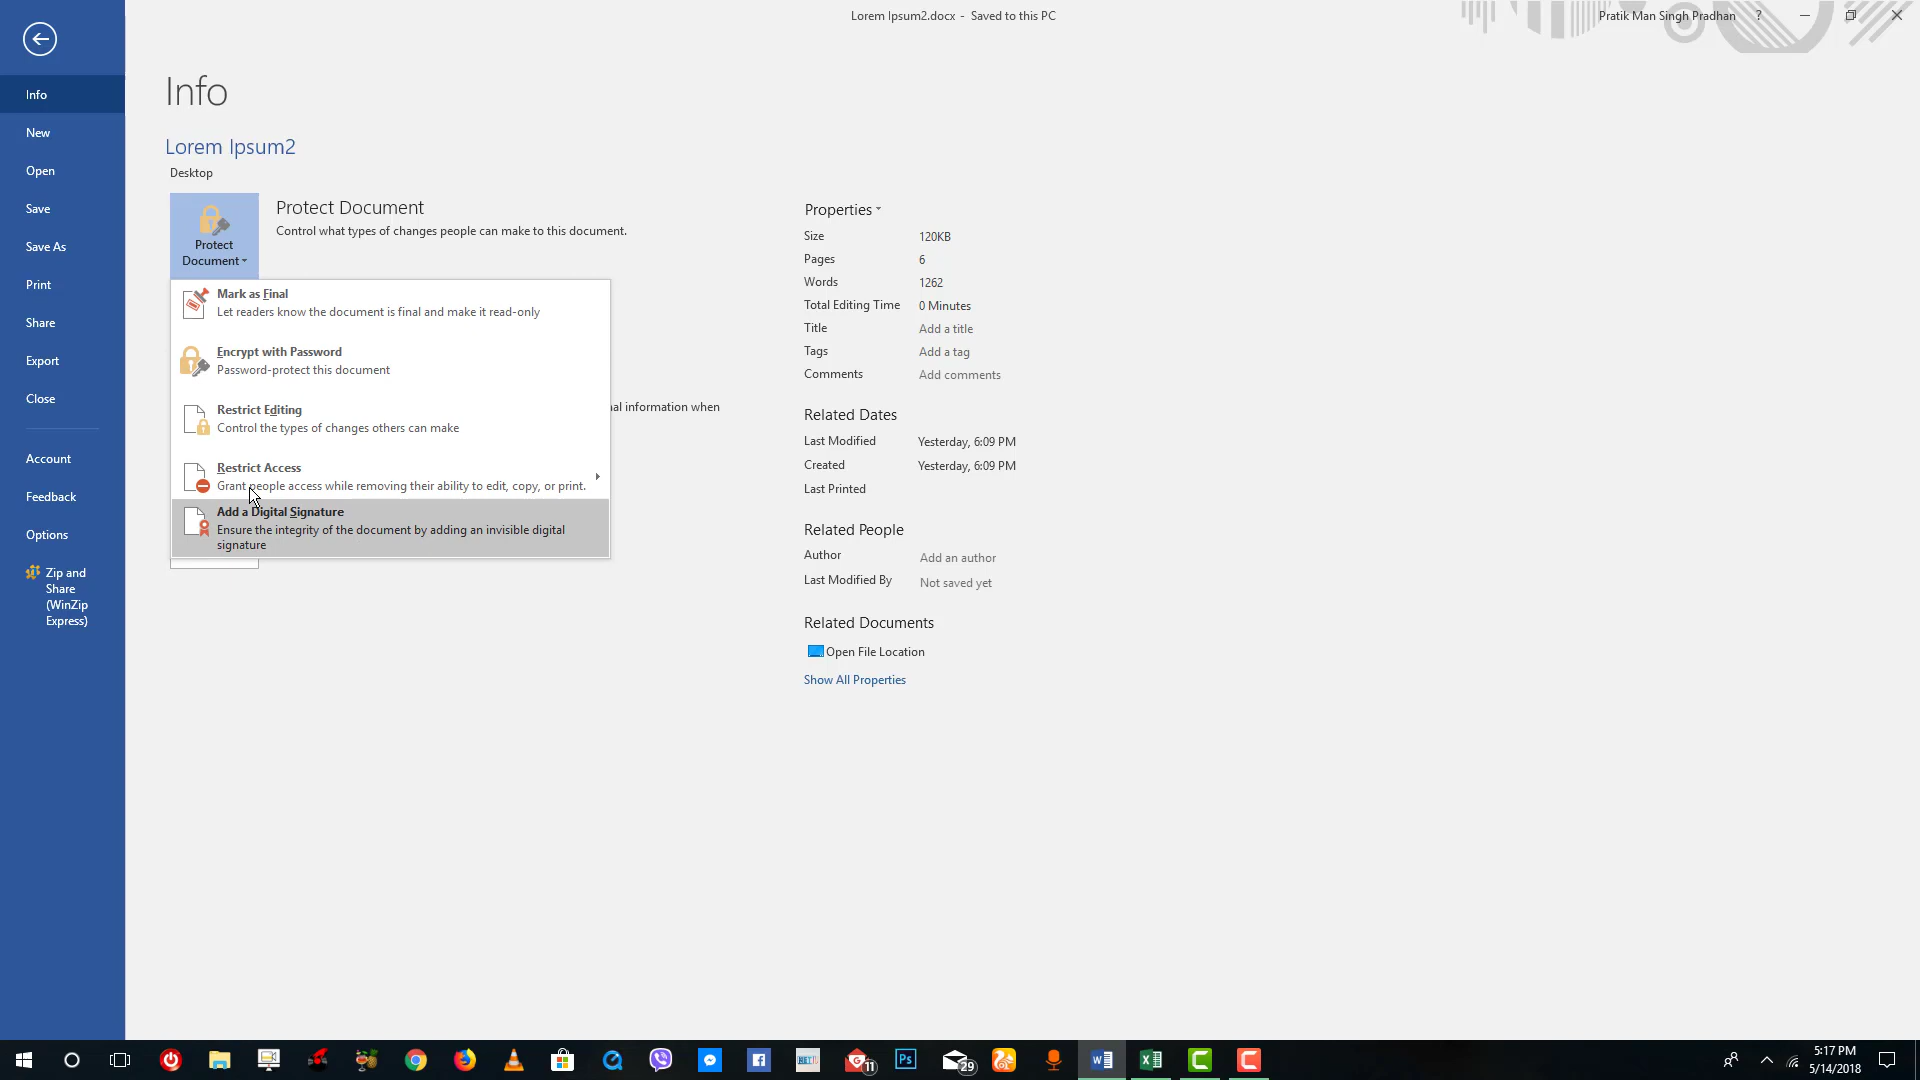 Lorem Ipsum2.docx - Saved to this PC
Pratik Man Singh Pradhan
?
Info
New
Open
Save
Save As
Print
Share
Export
Close
Account
Feedback
Options
Zip and
Share
(WinZip
Express)
Info
Lorem Ipsum2
Desktop
Protect
Document
Protect Document
Control what types of changes people can make to this document.
Mark as Final
Let readers know the document is final and make it read-only
Encrypt with Password
Password-protect this document
Restrict Editing
Control the types of changes others can make
Restrict Access
Grant people access while removing their ability to edit, copy, or print.
Add a Digital Signature
Ensure the integrity of the document by adding an invisible digital
signature
al information when
Properties
Size 120KB
Pages 6
Words 1262
Total Editing Time 0 Minutes
Title Add a title
Tags Add a tag
Comments Add comments
Related Dates
Last Modified Yesterday, 6:09 PM
Created Yesterday, 6:09 PM
Last Printed
Related People
Author Add an author
Last Modified By Not saved yet
Related Documents
Open File Location
Show All Properties
11
Ps
29
5:17 PM
5/14/2018